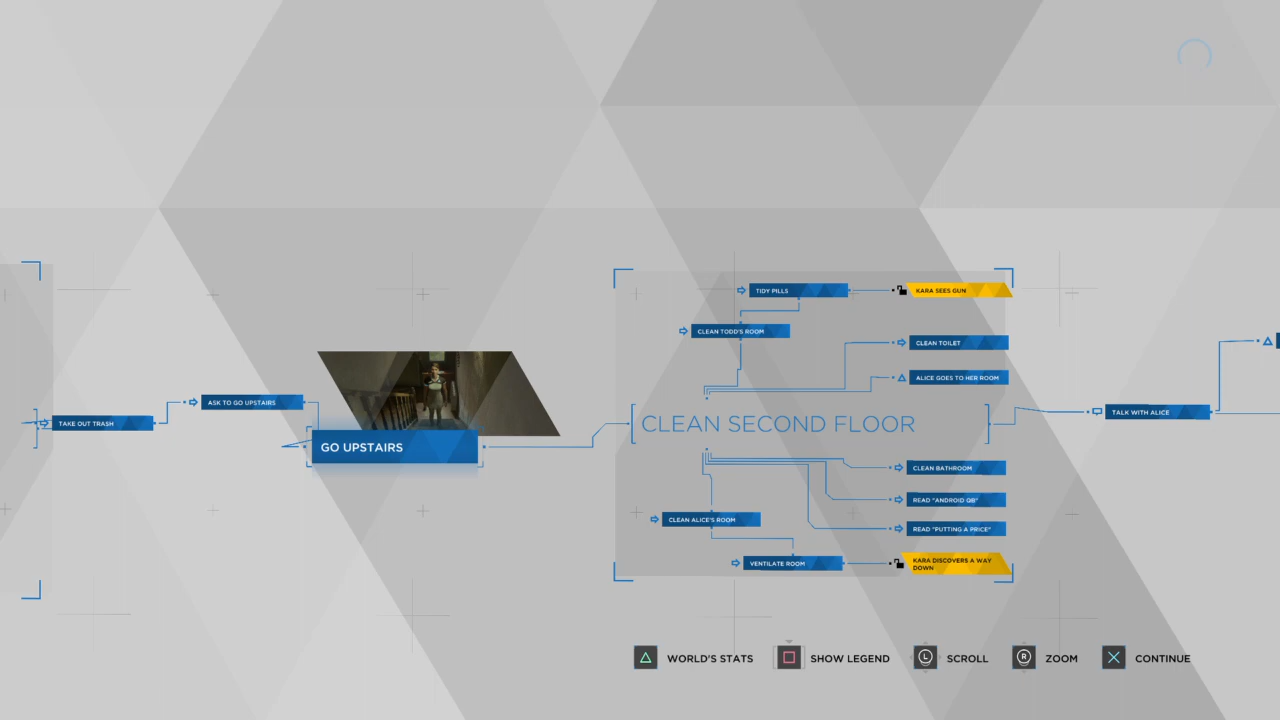 TIDY PILLS
KARA SEES GUN
CLEAN TODD'S ROOM
CLEAN TOILET
ALICE GOES TO HER ROOM
ASK TO GO UPSTAIRS
TAKE OUT TRASH
GO UPSTAIRS
CLEAN SECOND FLOOR
TALK WITH ALICE
CLEAN BATHROOM
READ "ANDROID QB"
READ "PUTTING A PRICE"
CLEAN ALICE'S ROOM
VENTILATE ROOM
KARA DISCOVERS A WAY
DOWN
WORLD'S STATS
SHOW LEGEND
L
SCROLL
R
ZOOM
CONTINUE